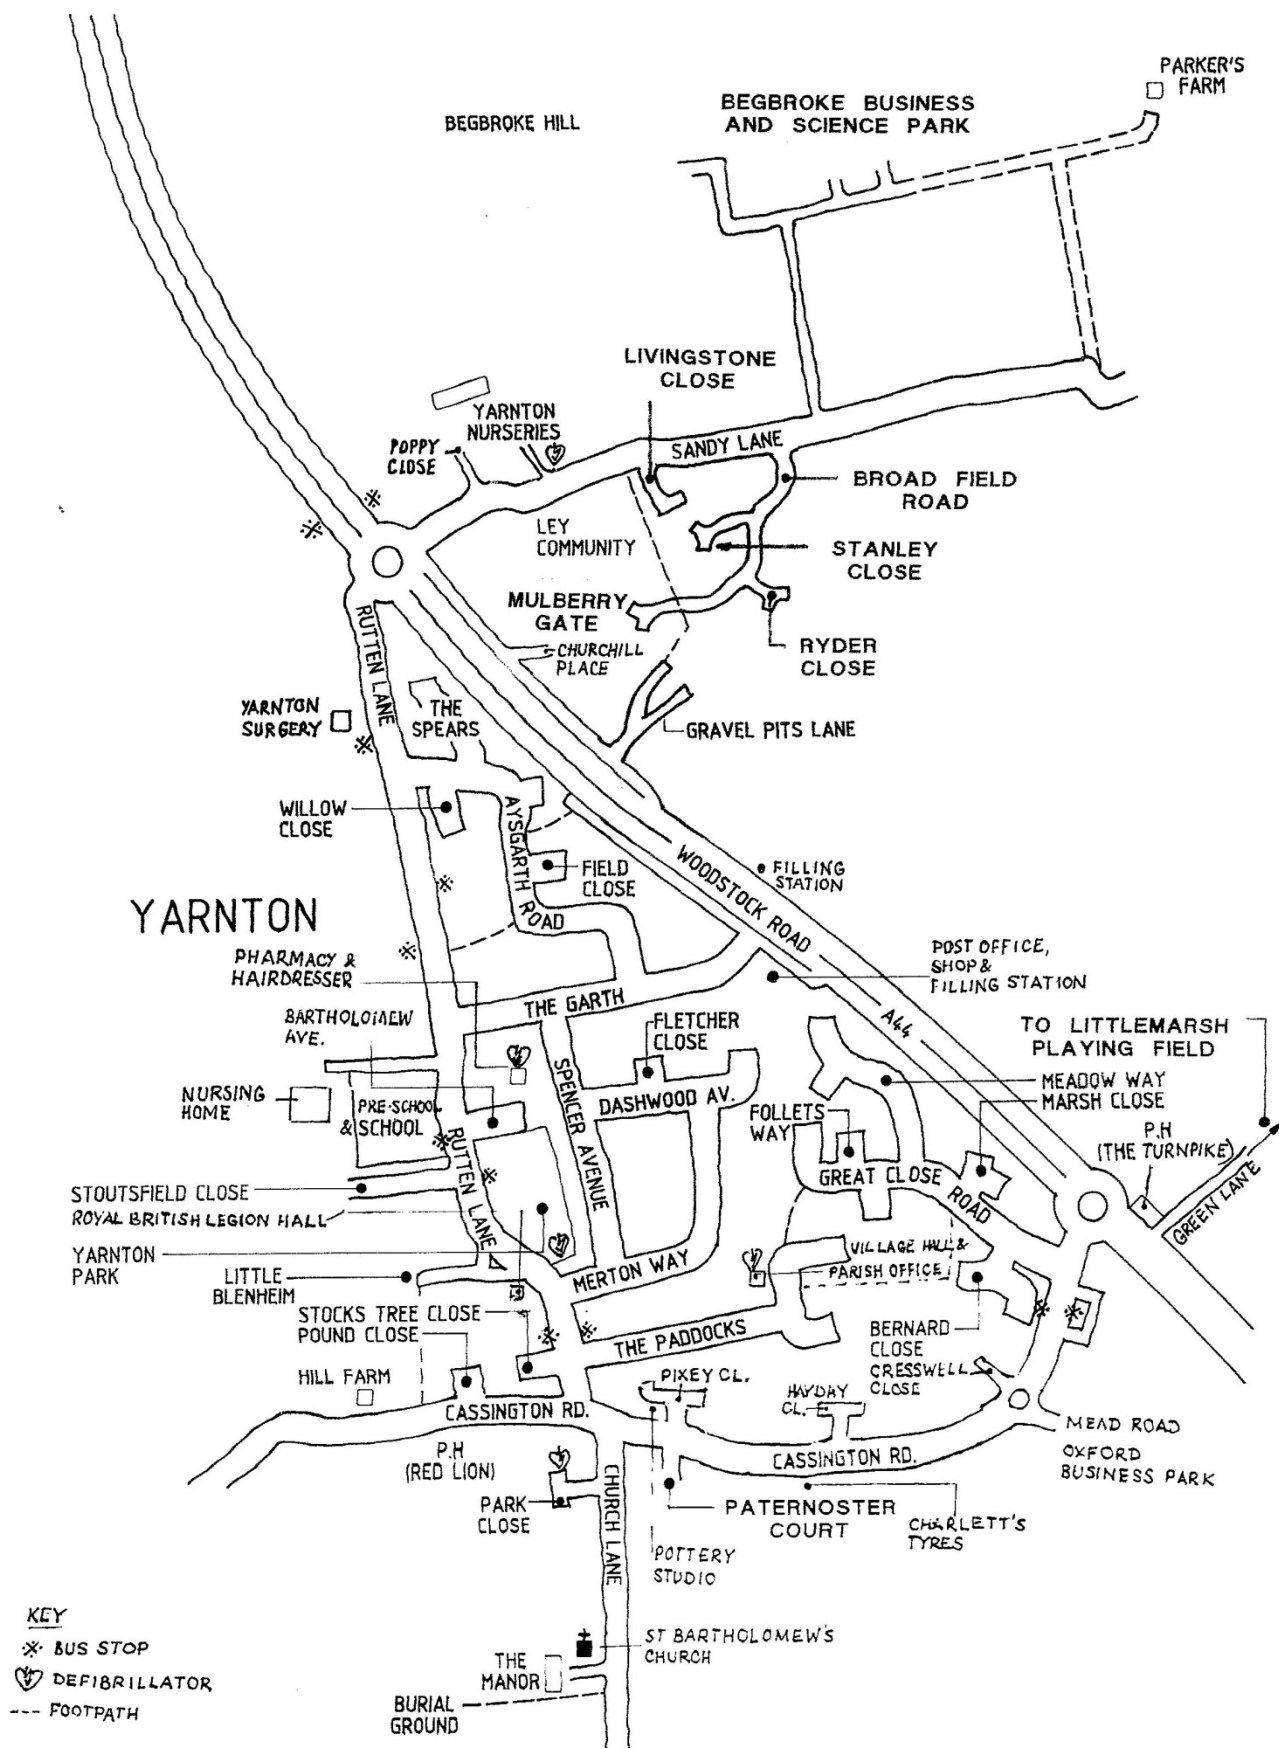 PARKER'S
FARM
BEGBROKE HILL
BEGBROKE BUSINESS
AND SCIENCE PARK
LIVINGSTONE
CLOSE
YARNTON
NURSERIES
POPPY
CLOSE
SANDY LANE
BROAD FIELD
ROAD
LEY
COMMUNITY
STANLEY
CLOSE
MULBERRY
GATE
RYDER
CLOSE
CHURCHILL
PLACE
RUTTEN LANE
YARNTON
SURGERY
THE
SPEARS
GRAVEL PITS LANE
WILLOW
CLOSE
AYSGARTH ROAD
FIELD
CLOSE
WOODSTOCK ROAD
FILLING
STATION
YARNTON
PHARMACY &
HAIRDRESSER
POST OFFICE,
SHOP &
FILLING STATION
THE GARTH
A44
BARTHOLOMEW
AVE.
FLETCHER
CLOSE
TO LITTLEMARSH
PLAYING FIELD
NURSING
HOME
PRE-SCHOOL
& SCHOOL
SPENCER AVENUE
DASHWOOD AV.
MEADOW WAY
MARSH CLOSE
FOLLETS
WAY
P.H
(THE TURNPIKE)
GREAT CLOSE
ROAD
GREEN LANE
STOUTSFIELD CLOSE
ROYAL BRITISH LEGION HALL
RUTTEN LANE
YARNTON
PARK
LITTLE
BLENHEIM
MERTON WAY
VILLAGE HALL &
PARISH OFFICE
STOCKS TREE CLOSE
POUND CLOSE
THE PADDOCKS
BERNARD
CLOSE
CRESSWELL
CLOSE
HILL FARM
PIXEY CL.
HAYDAY
CL.
CASSINGTON RD.
MEAD ROAD
OXFORD
BUSINESS PARK
P.H
(RED LION)
CASSINGTON RD.
PARK
CLOSE
CHURCH LANE
PATERNOSTER
COURT
CHARLETT'S
TYRES
POTTERY
STUDIO
KEY
BUS STOP
DEFIBRILLATOR
FOOTPATH
ST BARTHOLOMEW'S
CHURCH
THE
MANOR
BURIAL
GROUND